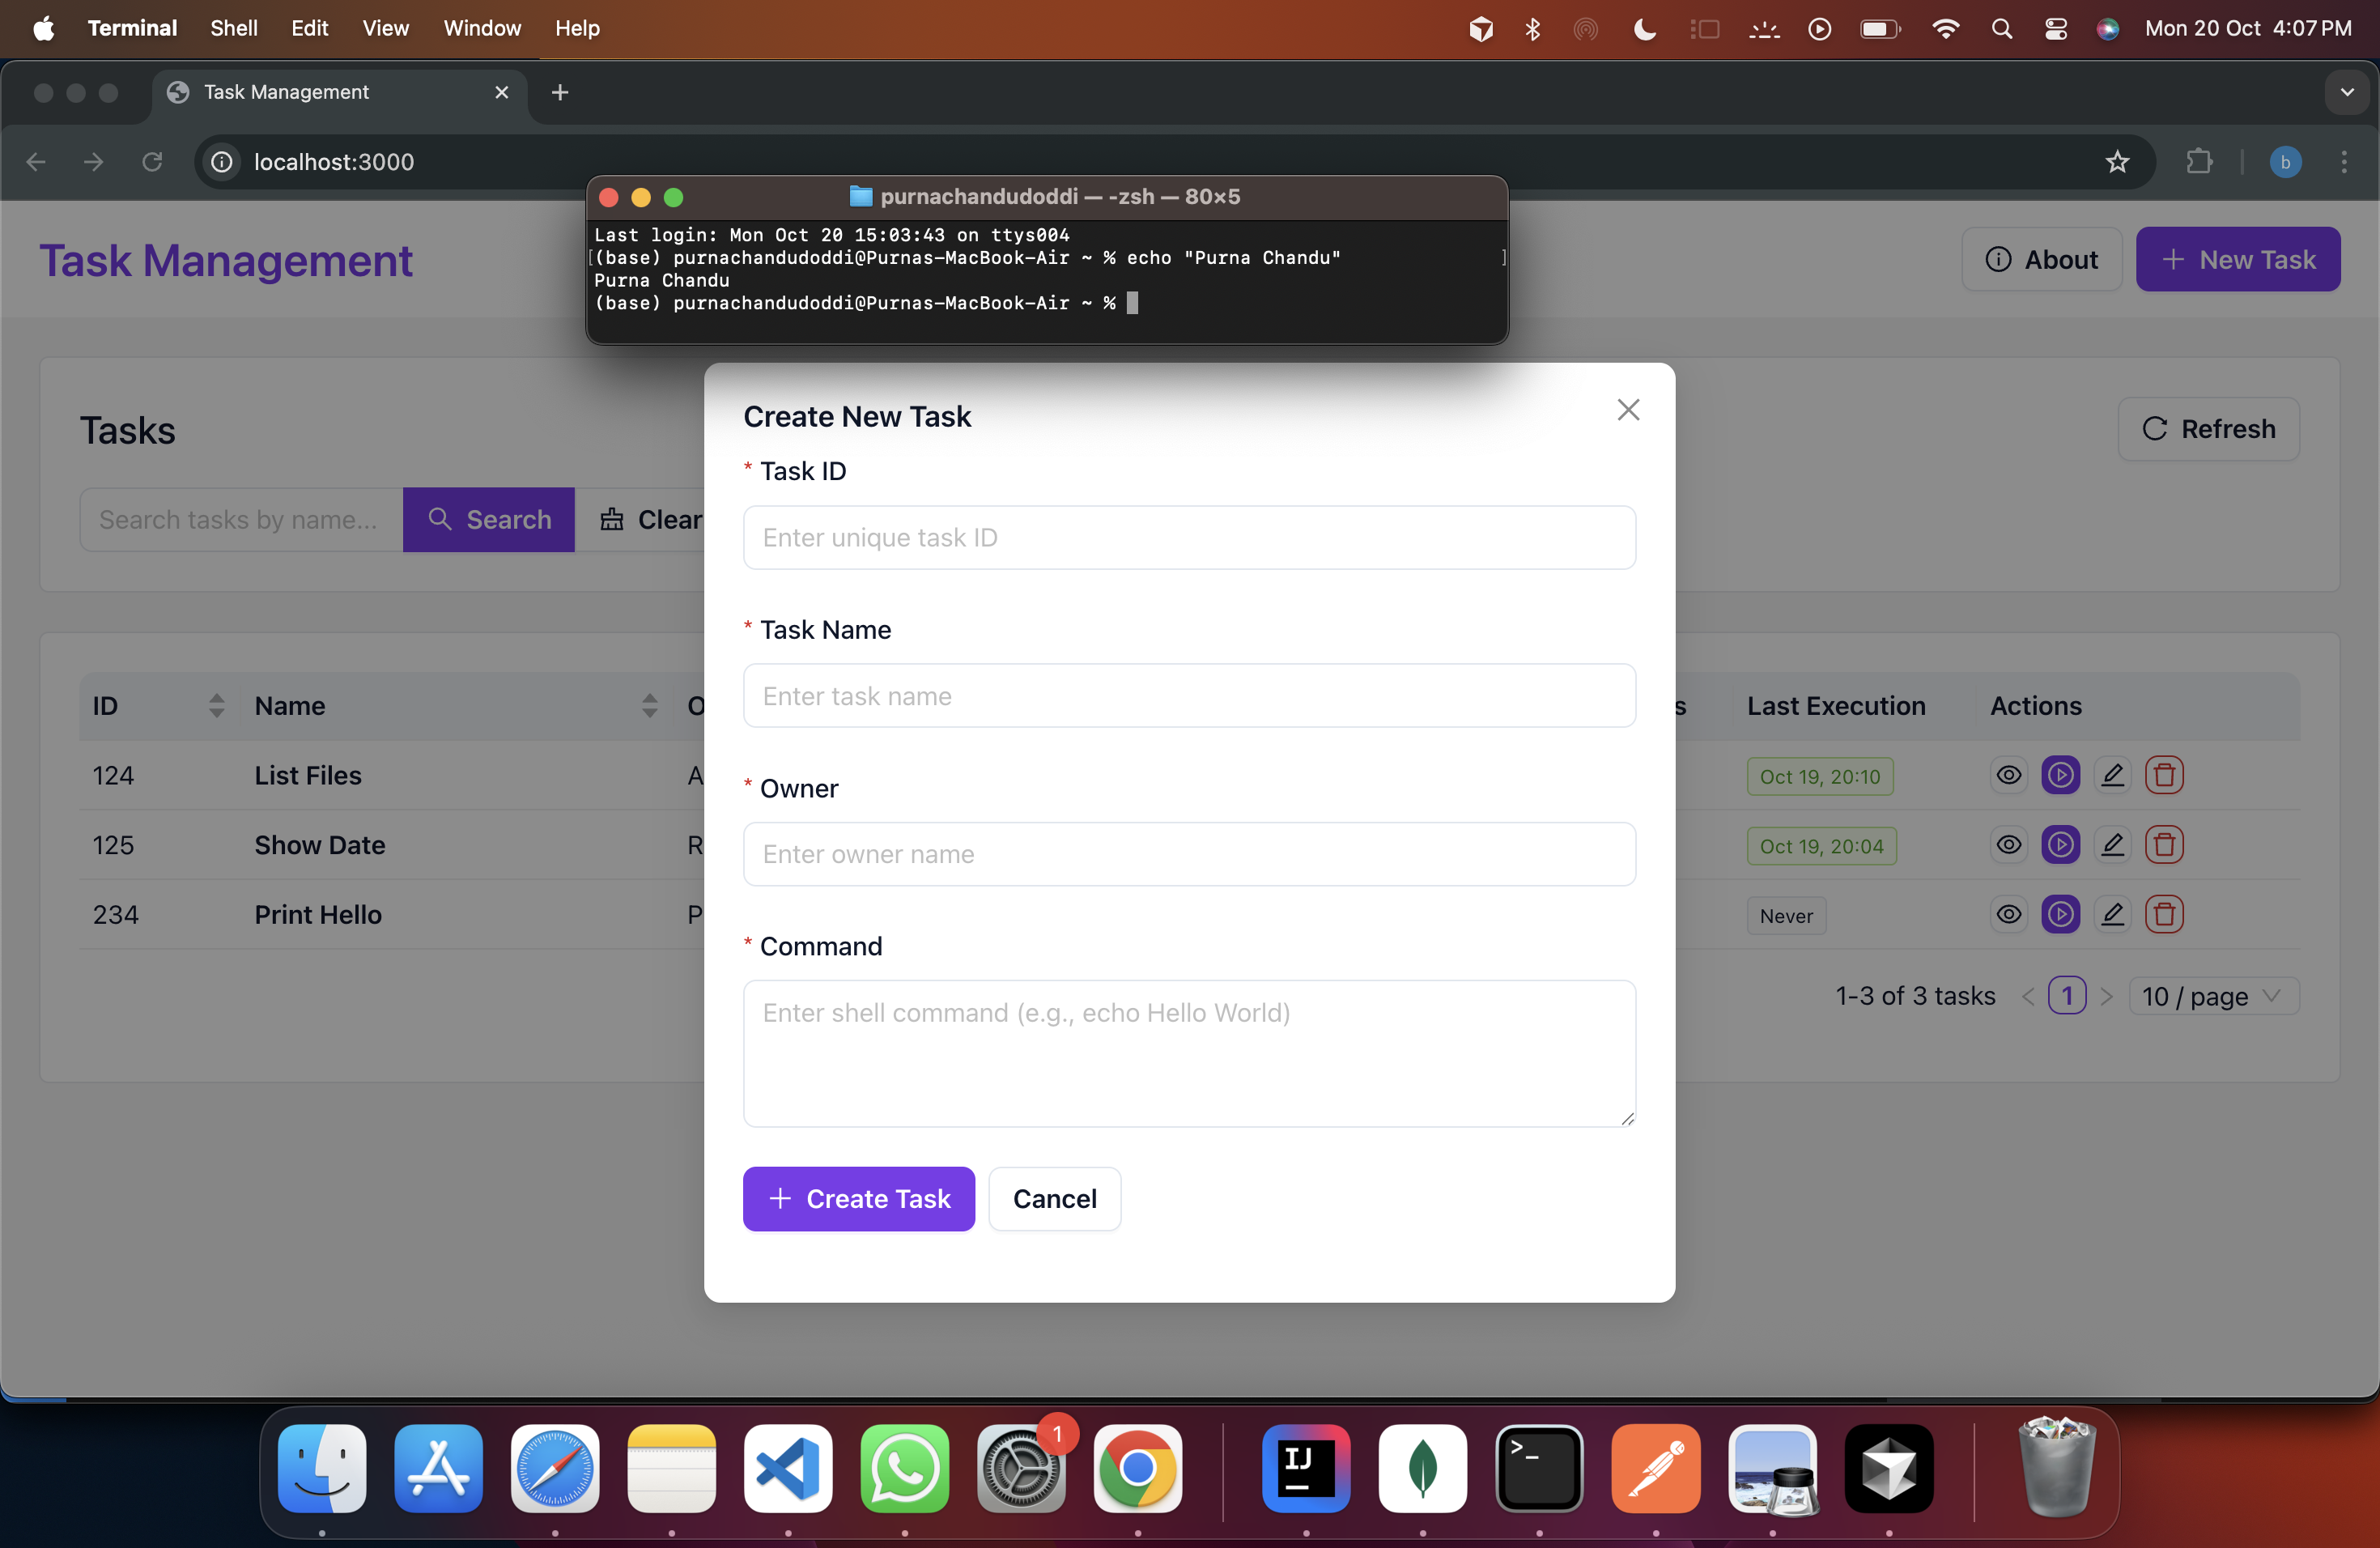 Terminal Shell Edit View Window Help Mon 20 Oct 4:07 PM
Task Management
localhost:3000
b
purnachandudoddi — -zsh — 80×5
Last login: Mon Oct 20 15:03:43 on ttys004
[(base) purnachandudoddi@Purnas-MacBook-Air ~ % echo "Purna Chandu" ]
Purna Chandu
(base) purnachandudoddi@Purnas-MacBook-Air ~ %
Task Management
About
+ New Task
Tasks
Refresh
Search tasks by name...
Search
Clear
ID Name O s Last Execution Actions
124 List Files A Oct 19, 20:10
125 Show Date R Oct 19, 20:04
234 Print Hello P Never
1-3 of 3 tasks < 1 > 10 / page
Create New Task
* Task ID
Enter unique task ID
* Task Name
Enter task name
* Owner
Enter owner name
* Command
Enter shell command (e.g., echo Hello World)
+ Create Task
Cancel
1
IJ
>_